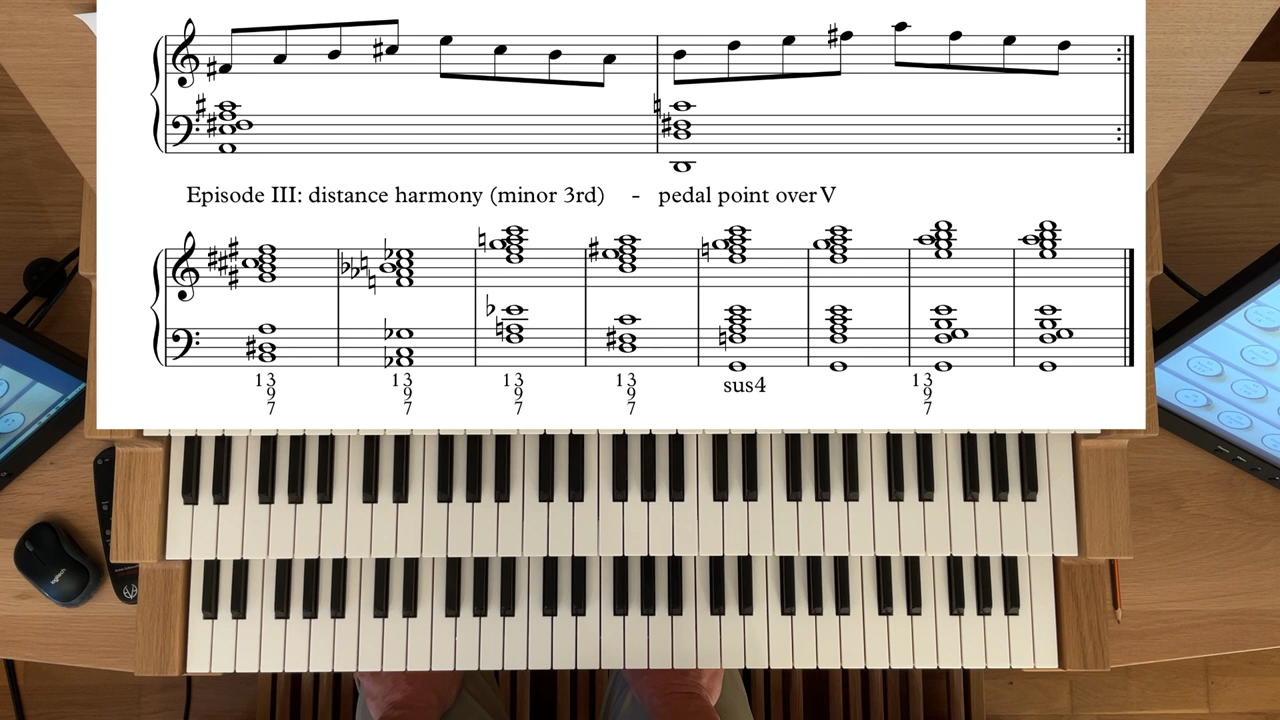 Episode III: distance harmony (minor 3rd) - pedal point over V
13 13 13 13 sus4 13
9 9 9 9 9
7 7 7 7 7
logitech